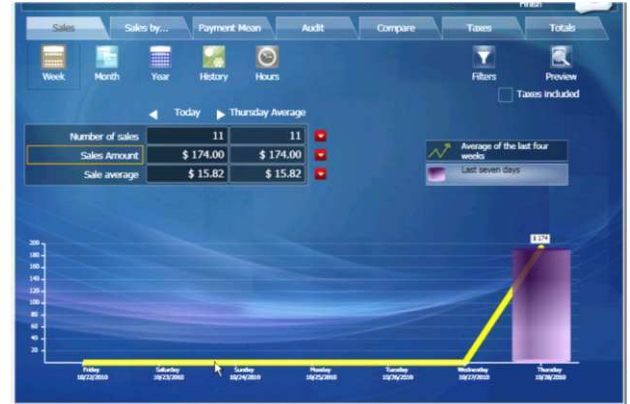 Finish
Sales Sales by... Payment Mean Audit Compare Taxes Totals
Week Month Year History Hours Filters Preview
Taxes included
Today Thursday Average
Number of sales 11 11
Sales Amount $ 174.00 $ 174.00
Sale average $ 15.82 $ 15.82
Average of the last four
weeks
Last seven days
$ 174
200
180
160
140
120
100
80
60
40
20
Friday Saturday Sunday Monday Tuesday Wednesday Thursday
10/22/2010 10/23/2010 10/24/2010 10/25/2010 10/26/2010 10/27/2010 10/28/2010